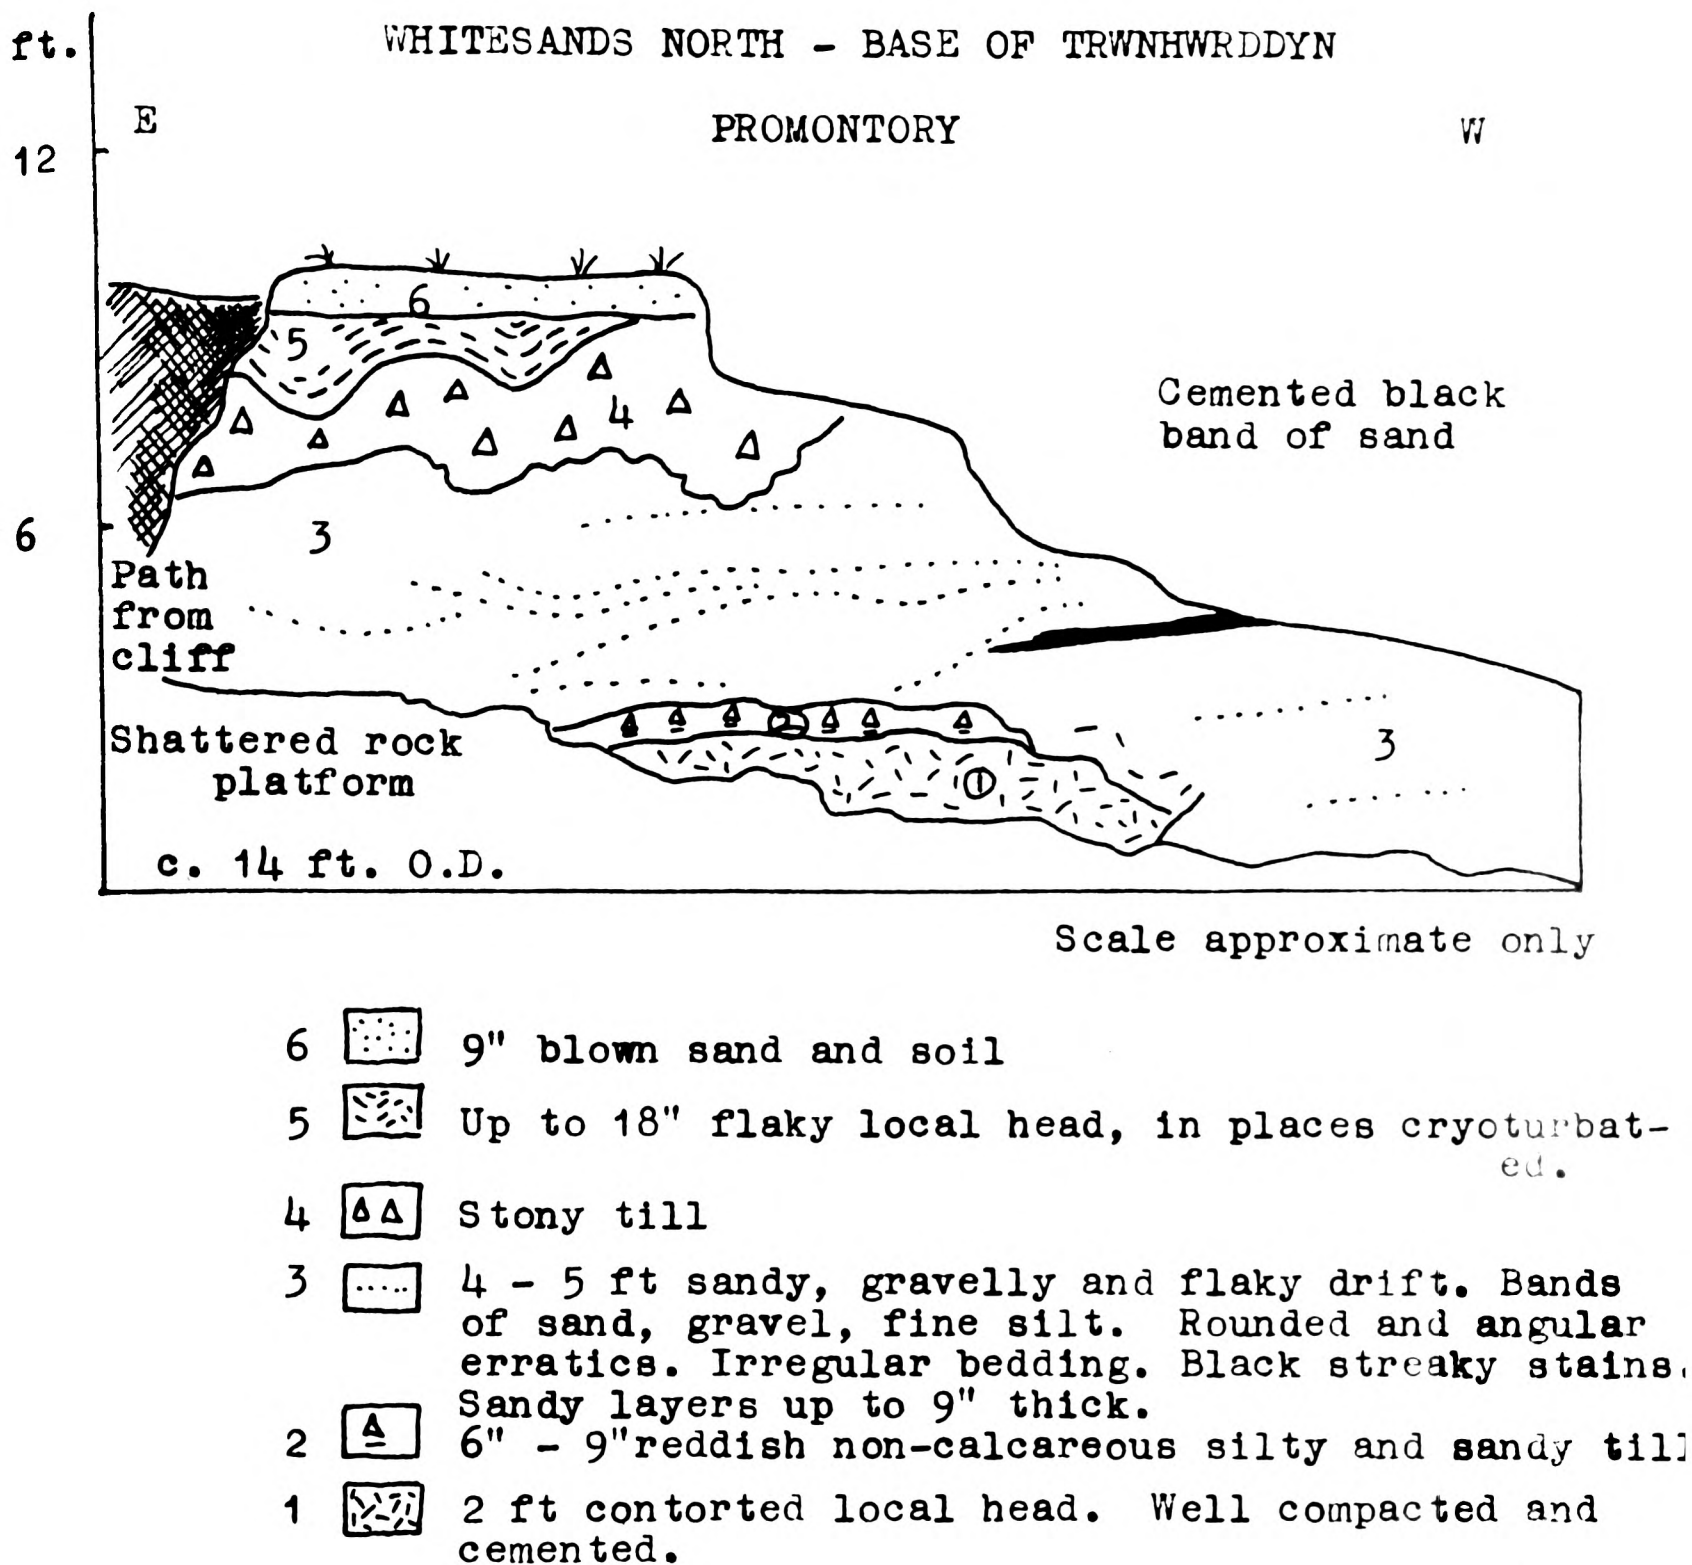 ft.
WHITESANDS NORTH - BASE OF TRWNHWRDDYN
E
PROMONTORY
W
12
6
5
4
Cemented black
band of sand
6
3
Path
from
cliff
2
3
Shattered rock
platform
1
c. 14 ft. O.D.
Scale approximate only
6 9" blown sand and soil
5 Up to 18" flaky local head, in places cryoturbat-
ed.
4 Stony till
3 4 - 5 ft sandy, gravelly and flaky drift. Bands
of sand, gravel, fine silt. Rounded and angular
erratics. Irregular bedding. Black streaky stains.
Sandy layers up to 9" thick.
2 6" - 9"reddish non-calcareous silty and sandy till
1 2 ft contorted local head. Well compacted and
cemented.